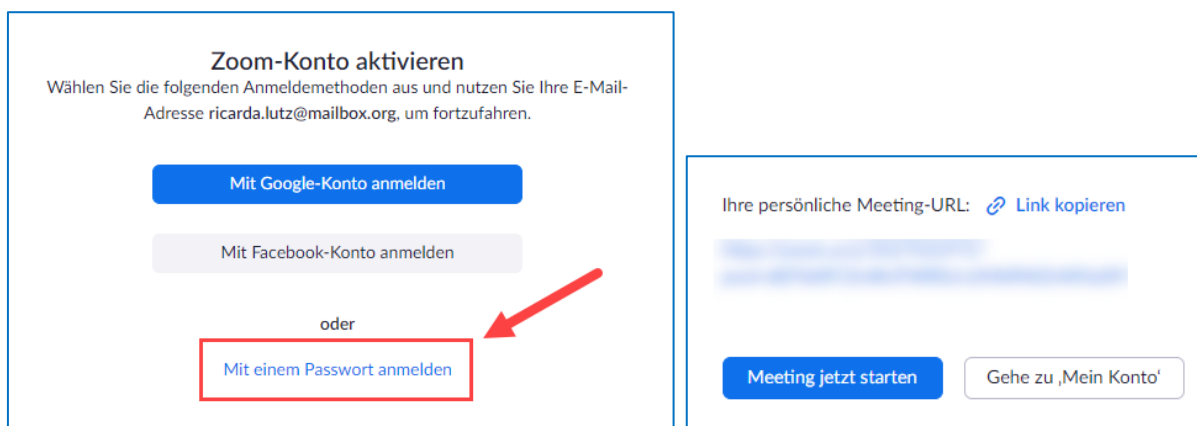 Zoom-Konto aktivieren
Wählen Sie die folgenden Anmeldemethoden aus und nutzen Sie Ihre E-Mail-
Adresse ricarda.lutz@mailbox.org, um fortzufahren.
Mit Google-Konto anmelden
Mit Facebook-Konto anmelden
oder
Mit einem Passwort anmelden
Ihre persönliche Meeting-URL: Link kopieren
Meeting jetzt starten
Gehe zu ‚Mein Konto‘